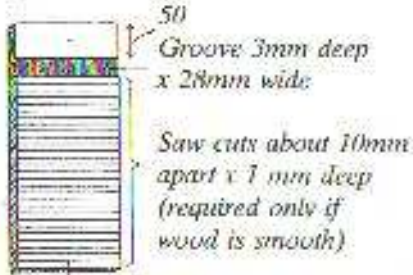 50
Groove 3mm deep
x 28mm wide
Saw cuts about 10mm
apart x 1 mm deep
(required only if
wood is smooth)